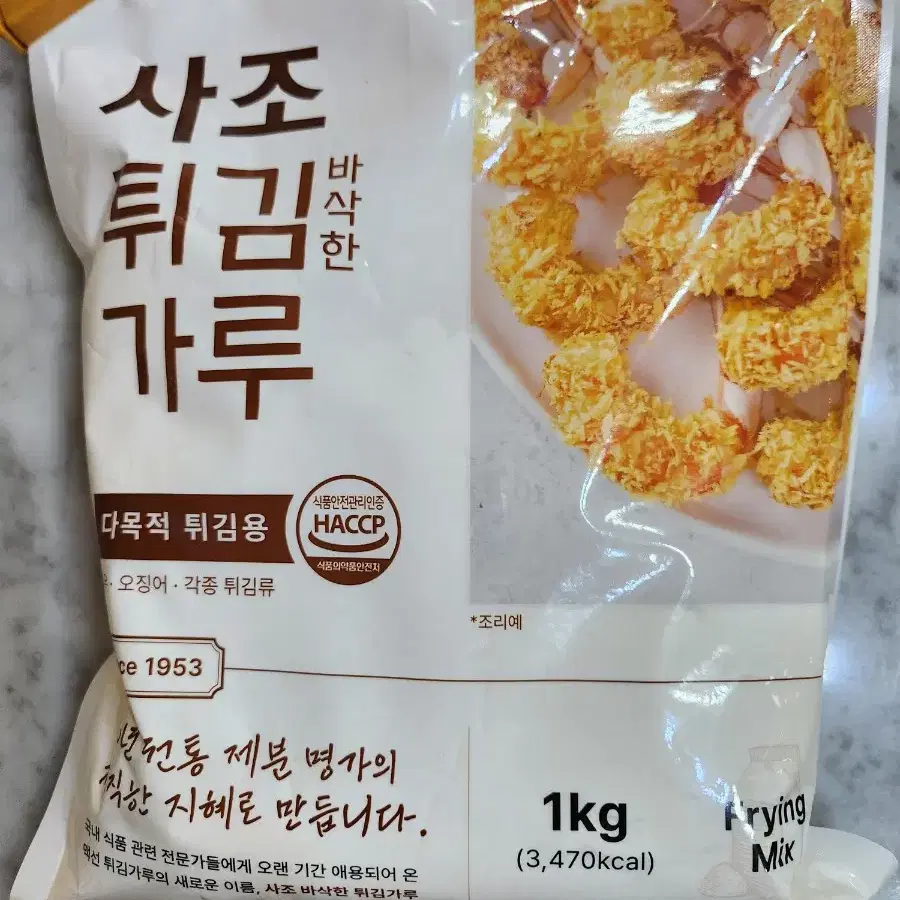 사조
튀김
가루
바삭한
다목적 튀김용
식품안전관리인증
HACCP
식품의약품안전처
· 오징어 · 각종 튀김류
*조리예
1953
전통 제분 명가의
지혜로 만듭니다.
국내 식품 관련 전문가들에게 오랜 기간 애용되어 온
맥선 튀김가루의 새로운 이름, 사조 바삭한 튀김가루
1kg
(3,470kcal)
Frying
Mix